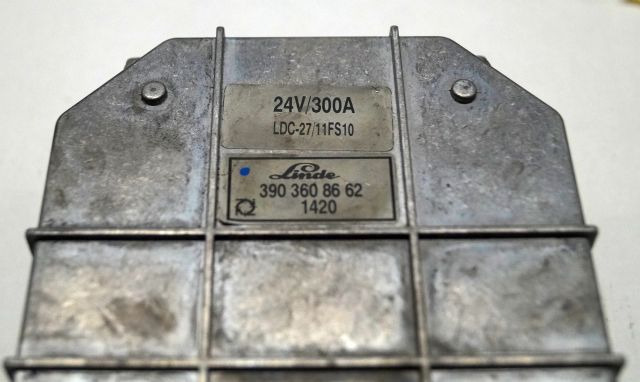 24V/300A
LDC-27/11FS10
Linde
390 360 86 62
1420